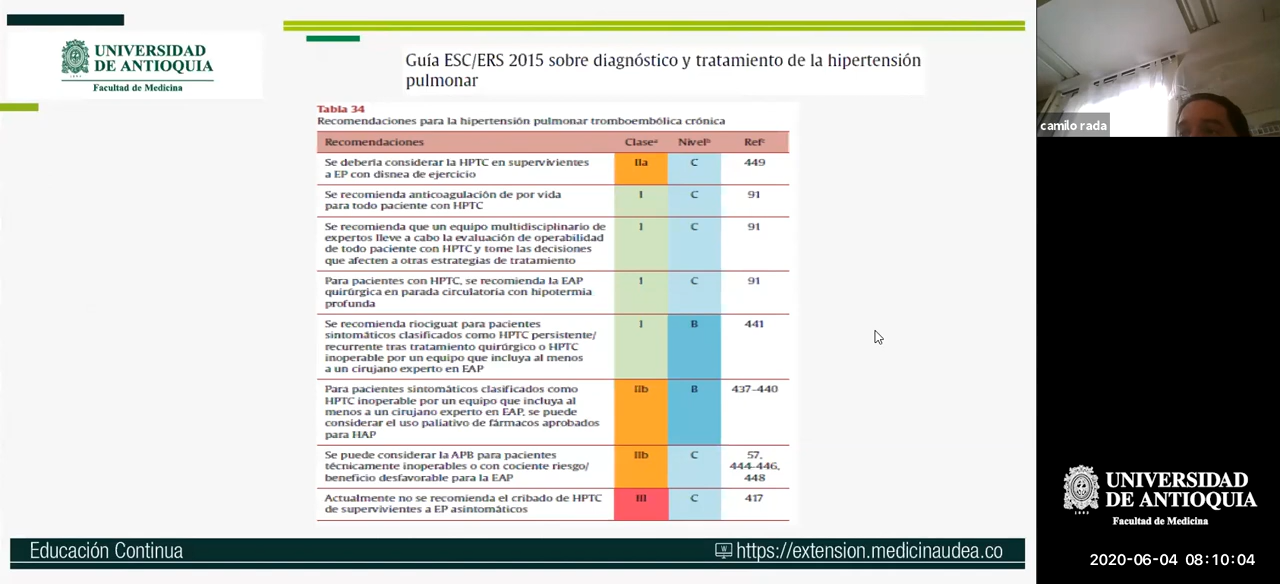 UNIVERSIDAD
DE ANTIOQUIA
1803
Facultad de Medicina
Guía ESC/ERS 2015 sobre diagnóstico y tratamiento de la hipertensión
pulmonar
Tabla 34
Recomendaciones para la hipertensión pulmonar tromboembólica crónica
Recomendaciones Claseᵃ Nivelᵇ Refᶜ
Se debería considerar la HPTC en supervivientes IIa C 449
a EP con disnea de ejercicio
Se recomienda anticoagulación de por vida I C 91
para todo paciente con HPTC
Se recomienda que un equipo multidisciplinario de I C 91
expertos lleve a cabo la evaluación de operabilidad
de todo paciente con HPTC y tome las decisiones
que afecten a otras estrategias de tratamiento
Para pacientes con HPTC, se recomienda la EAP I C 91
quirúrgica en parada circulatoria con hipotermia
profunda
Se recomienda riociguat para pacientes I B 441
sintomáticos clasificados como HPTC persistente/
recurrente tras tratamiento quirúrgico o HPTC
inoperable por un equipo que incluya al menos
a un cirujano experto en EAP
Para pacientes sintomáticos clasificados como IIb B 437-440
HPTC inoperable por un equipo que incluya al
menos a un cirujano experto en EAP, se puede
considerar el uso paliativo de fármacos aprobados
para HAP
Se puede considerar la APB para pacientes IIb C 57,
técnicamente inoperables o con cociente riesgo/ 444-446,
beneficio desfavorable para la EAP 448
Actualmente no se recomienda el cribado de HPTC III C 417
de supervivientes a EP asintomáticos
Educación Continua
https://extension.medicinaudea.co
camilo rada
UNIVERSIDAD
DE ANTIOQUIA
1803
Facultad de Medicina
2020-06-04 08:10:04